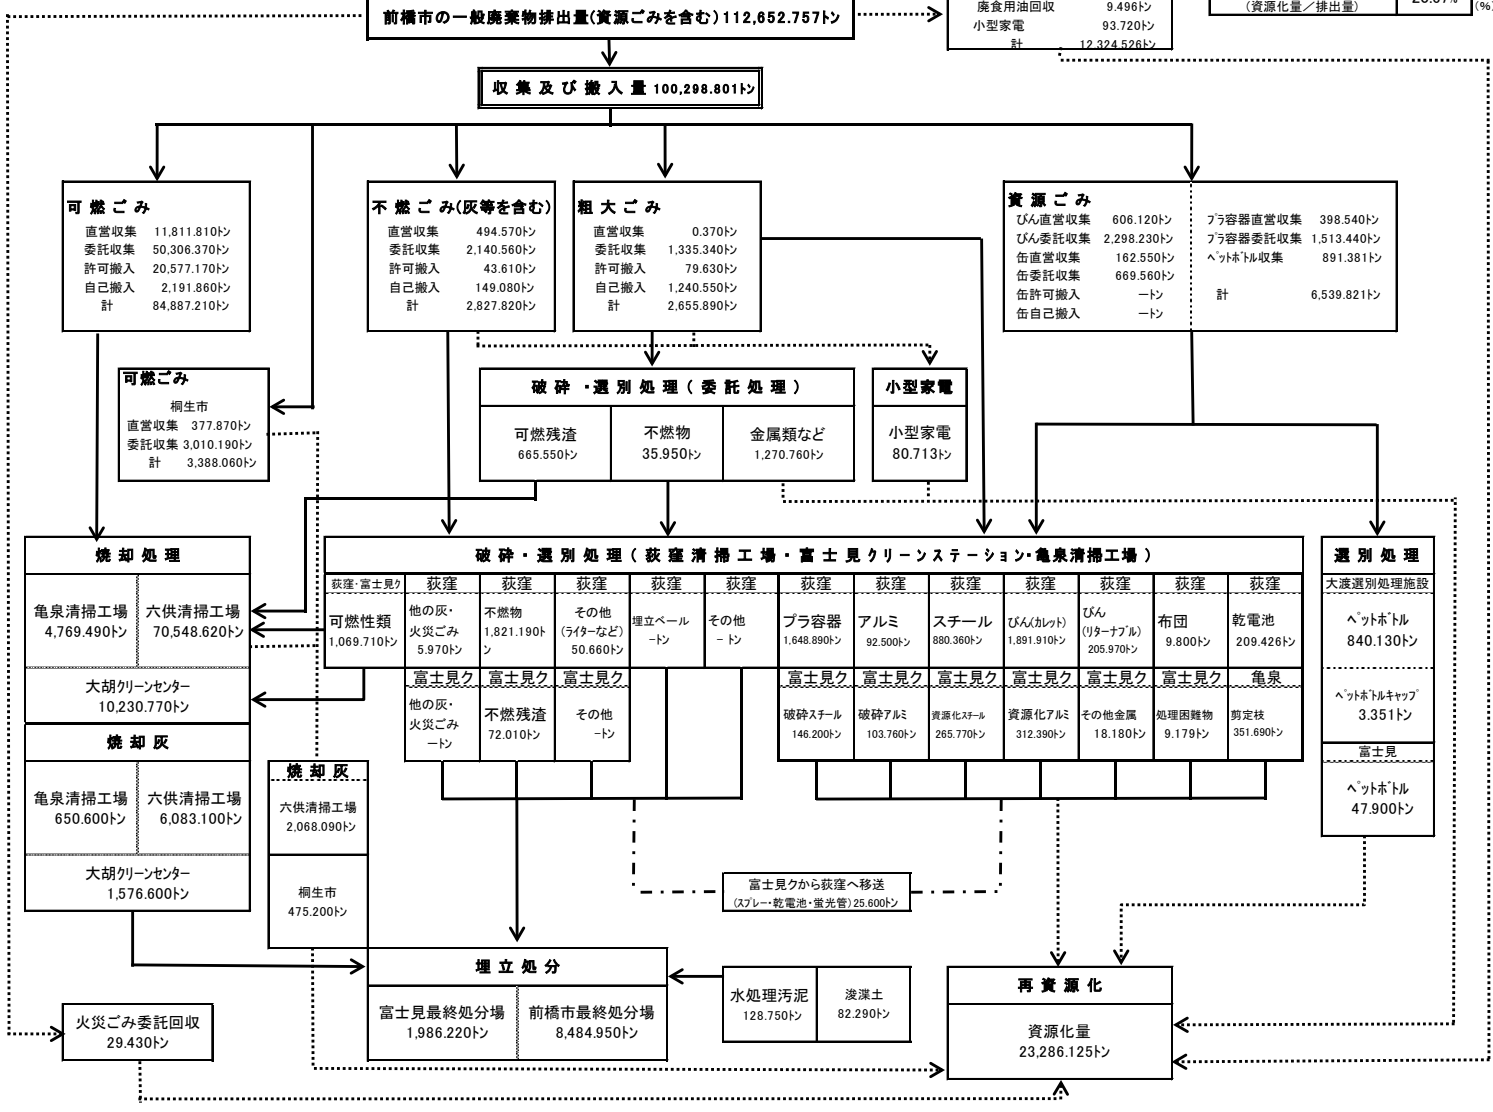 前橋市の一般廃棄物排出量(資源ごみを含む)112,652.757トン
廃食用油回収 9.496トン
小型家電 93.720トン
計 12,324.526トン
(資源化量／排出量)
(%)
収集及び搬入量 100,298.801トン
可燃ごみ
直営収集 11,811.810トン
委託収集 50,306.370トン
許可搬入 20,577.170トン
自己搬入 2,191.860トン
計 84,887.210トン
不燃ごみ(灰等を含む)
直営収集 494.570トン
委託収集 2,140.560トン
許可搬入 43.610トン
自己搬入 149.080トン
計 2,827.820トン
粗大ごみ
直営収集 0.370トン
委託収集 1,335.340トン
許可搬入 79.630トン
自己搬入 1,240.550トン
計 2,655.890トン
資源ごみ
びん直営収集 606.120トン
びん委託収集 2,298.230トン
缶直営収集 162.550トン
缶委託収集 669.560トン
缶許可搬入 －トン
缶自己搬入 －トン
プラ容器直営収集 398.540トン
プラ容器委託収集 1,513.440トン
ペットボトル収集 891.381トン
計 6,539.821トン
可燃ごみ
桐生市
直営収集 377.870トン
委託収集 3,010.190トン
計 3,388.060トン
破砕・選別処理(委託処理)
可燃残渣
665.550トン
不燃物
35.950トン
金属類など
1,270.760トン
小型家電
小型家電
80.713トン
焼却処理
亀泉清掃工場
4,769.490トン
六供清掃工場
70,548.620トン
大胡クリーンセンター
10,230.770トン
焼却灰
亀泉清掃工場
650.600トン
六供清掃工場
6,083.100トン
大胡クリーンセンター
1,576.600トン
破砕・選別処理(荻窪清掃工場・富士見クリーンステーション・亀泉清掃工場)
荻窪・富士見ク
可燃性類
1,069.710トン
荻窪
他の灰・
火災ごみ
5.970トン
荻窪
不燃物
1,821.190ト
ン
荻窪
その他
(ライターなど)
50.660トン
荻窪
埋立ベール
-トン
荻窪
その他
- トン
荻窪
プラ容器
1,648.890トン
荻窪
アルミ
92.500トン
荻窪
スチール
880.360トン
荻窪
びん(カレット)
1,891.910トン
荻窪
びん
(リターナブル)
205.970トン
荻窪
布団
9.800トン
荻窪
乾電池
209.426トン
富士見ク
他の灰・
火災ごみ
－トン
富士見ク
不燃残渣
72.010トン
富士見ク
その他
-トン
富士見ク
破砕スチール
146.200トン
富士見ク
破砕アルミ
103.760トン
富士見ク
資源化スチール
265.770トン
富士見ク
資源化アルミ
312.390トン
富士見ク
その他金属
18.180トン
富士見ク
処理困難物
9.179トン
亀泉
剪定枝
351.690トン
選別処理
大渡選別処理施設
ペットボトル
840.130トン
ペットボトルキャップ
3.351トン
富士見
ペットボトル
47.900トン
焼却灰
六供清掃工場
2,068.090トン
桐生市
475.200トン
富士見クから荻窪へ移送
(スプレー・乾電池・蛍光管) 25.600トン
埋立処分
富士見最終処分場
1,986.220トン
前橋市最終処分場
8,484.950トン
水処理汚泥
128.750トン
浚渫土
82.290トン
再資源化
資源化量
23,286.125トン
火災ごみ委託回収
29.430トン